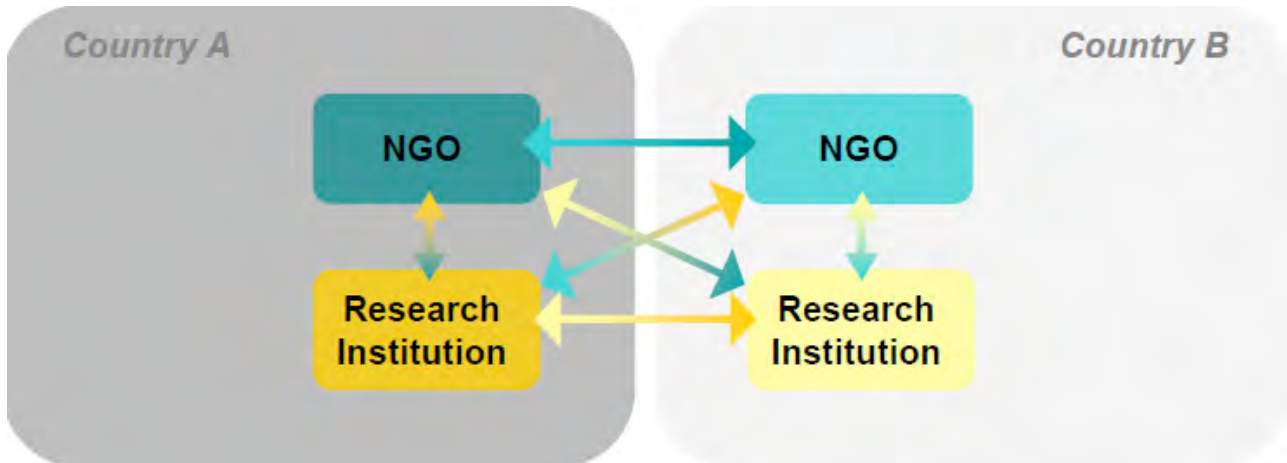 Country A
Country B
NGO
NGO
Research
Institution
Research
Institution